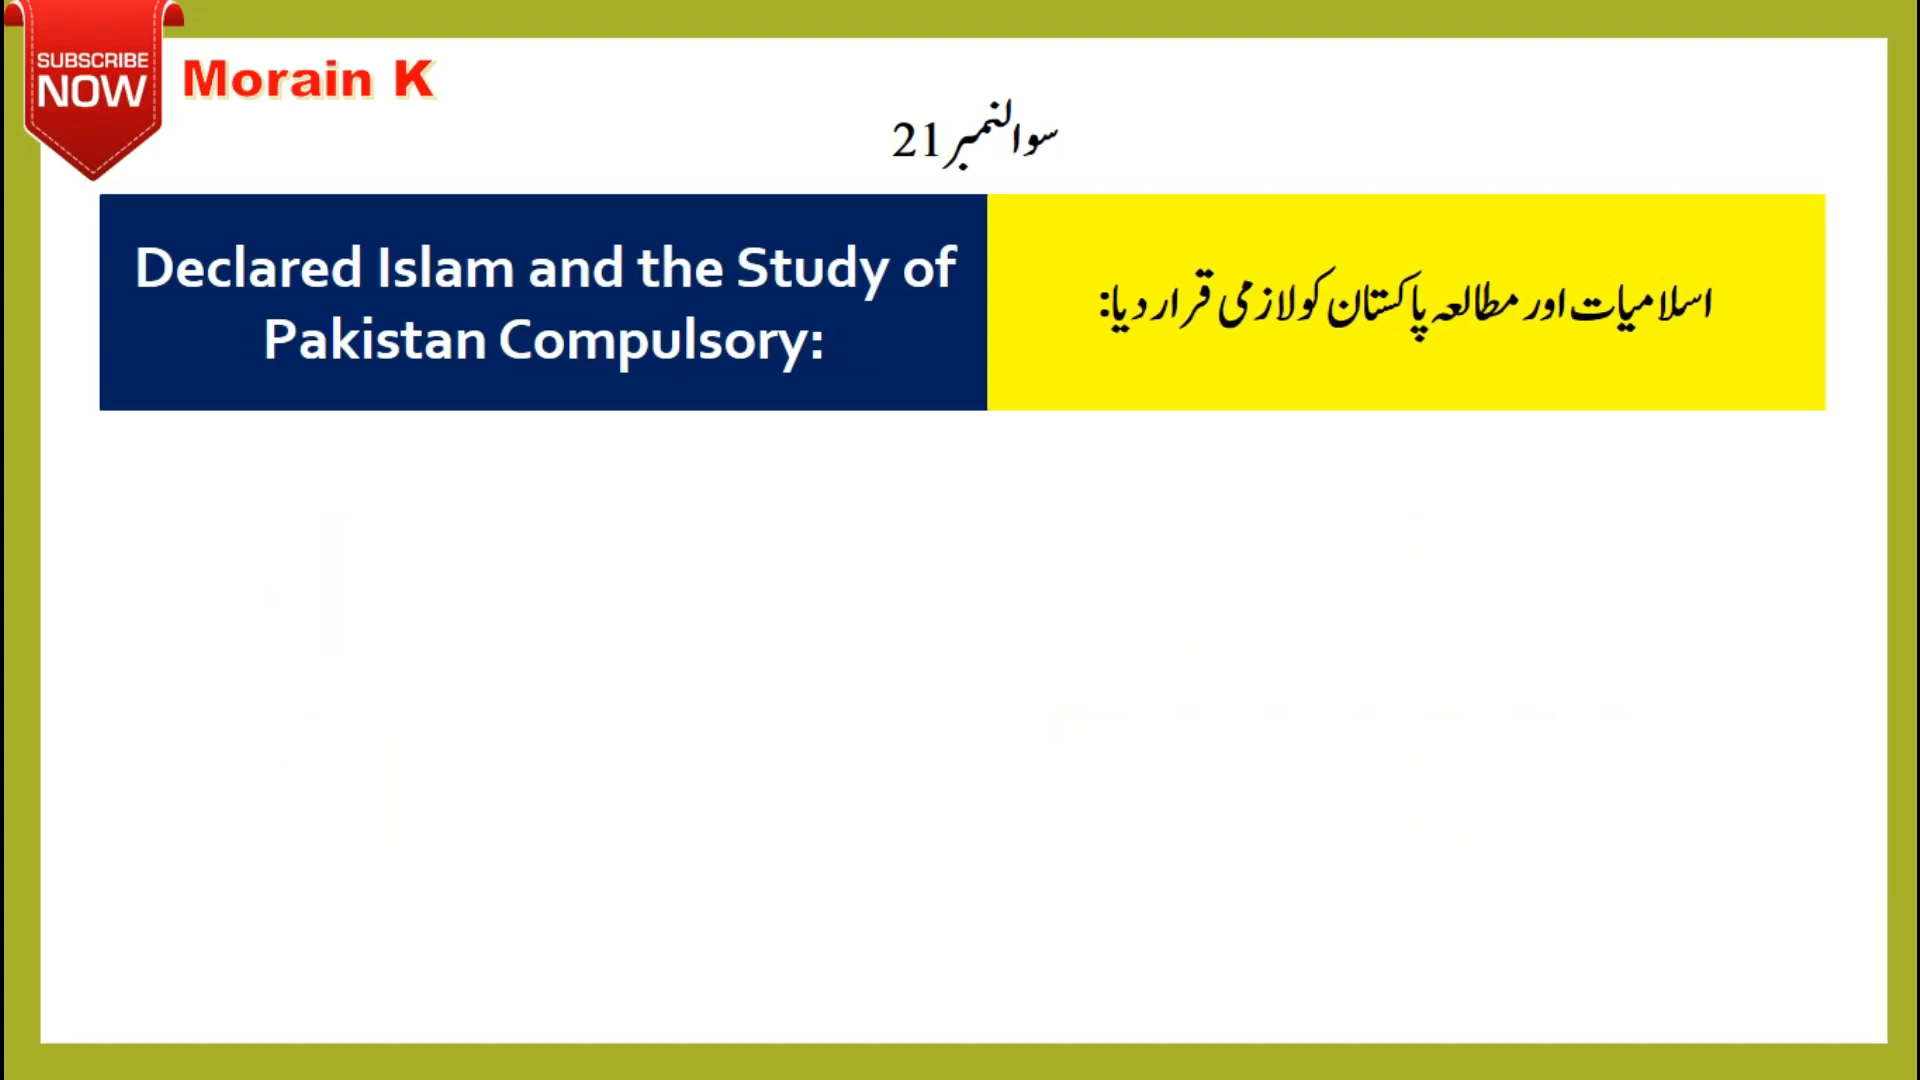 SUBSCRIBE
NOW
Morain K
سوالنمبر 21
Declared Islam and the Study of
Pakistan Compulsory:
اسلامیات اور مطالعہ پاکستان کو لازمی قرار دیا: